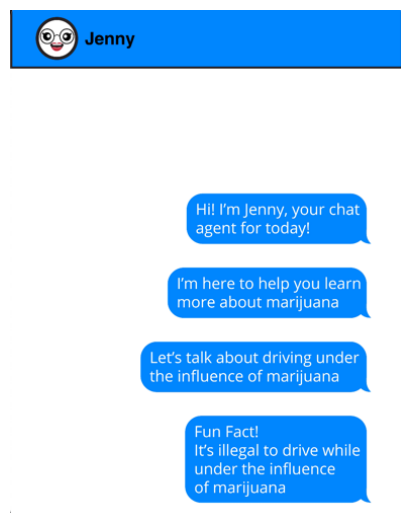 Jenny
Hi! I'm Jenny, your chat
agent for today!
I'm here to help you learn
more about marijuana
Let's talk about driving under
the influence of marijuana
Fun Fact!
It's illegal to drive while
under the influence
of marijuana